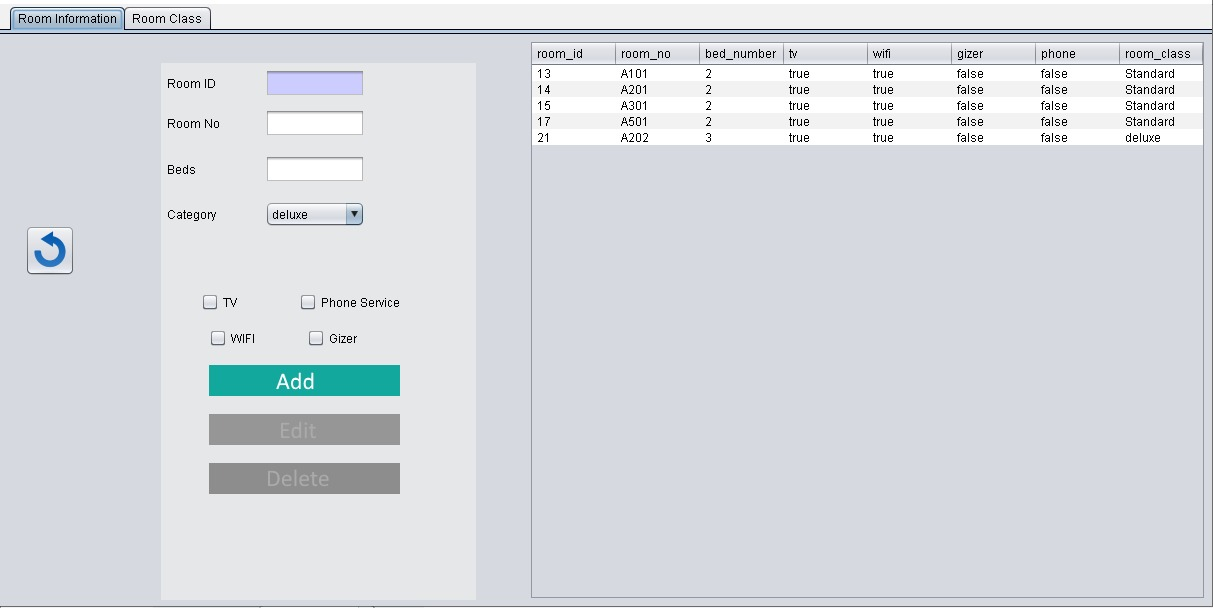 Room Information Room Class
Room ID
Room No
Beds
Category deluxe
TV Phone Service
WIFI Gizer
Add
Edit
Delete
room_id room_no bed_number tv wifi gizer phone room_class
13 A101 2 true true false false Standard
14 A201 2 true true false false Standard
15 A301 2 true true false false Standard
17 A501 2 true true false false Standard
21 A202 3 true true false false deluxe